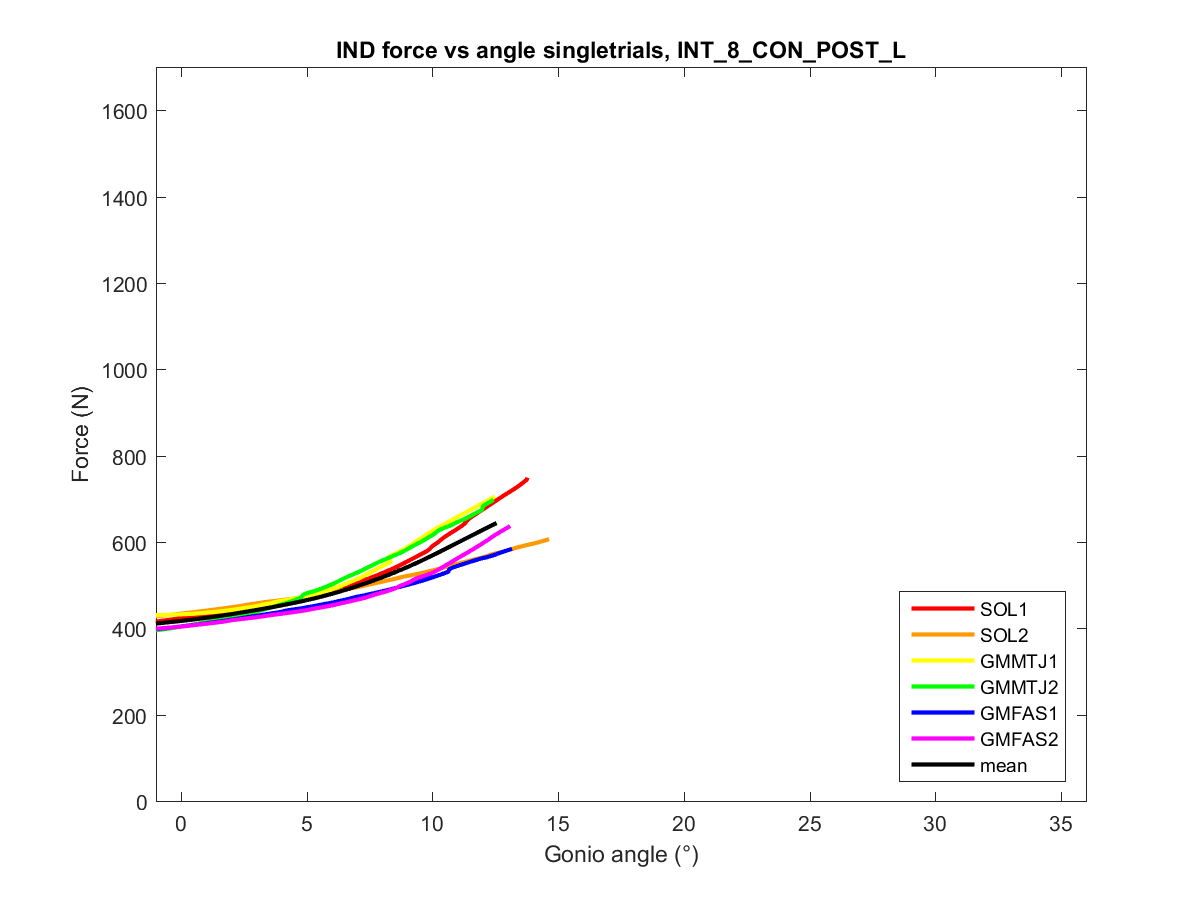 IND force vs angle singletrials, INT_8_CON_POST_L
1600
1400
1200
1000
800
600
400
200
0
Force (N)
0 5 10 15 20 25 30 35
Gonio angle (°)
SOL1
SOL2
GMMTJ1
GMMTJ2
GMFAS1
GMFAS2
mean